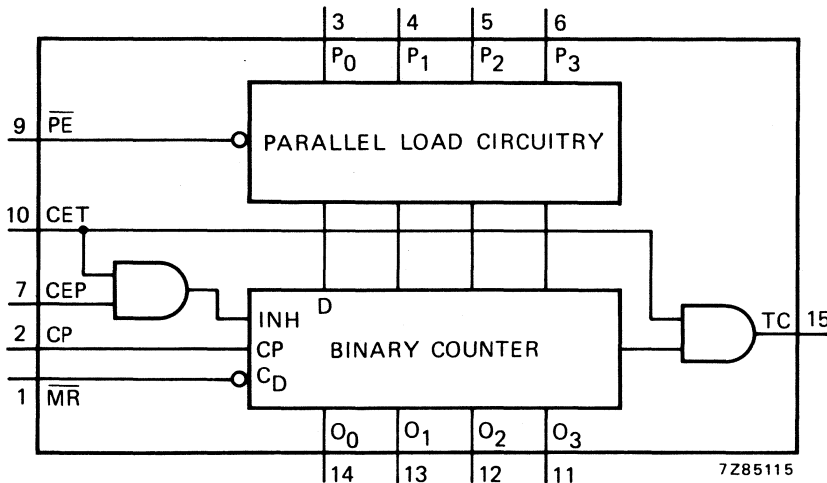 3 4 5 6
P0 P1 P2 P3
9 PE
PARALLEL LOAD CIRCUITRY
10 CET
7 CEP
D
INH
TC 15
2 CP
CP
BINARY COUNTER
CD
1 MR
O0 O1 O2 O3
14 13 12 11
7Z85115